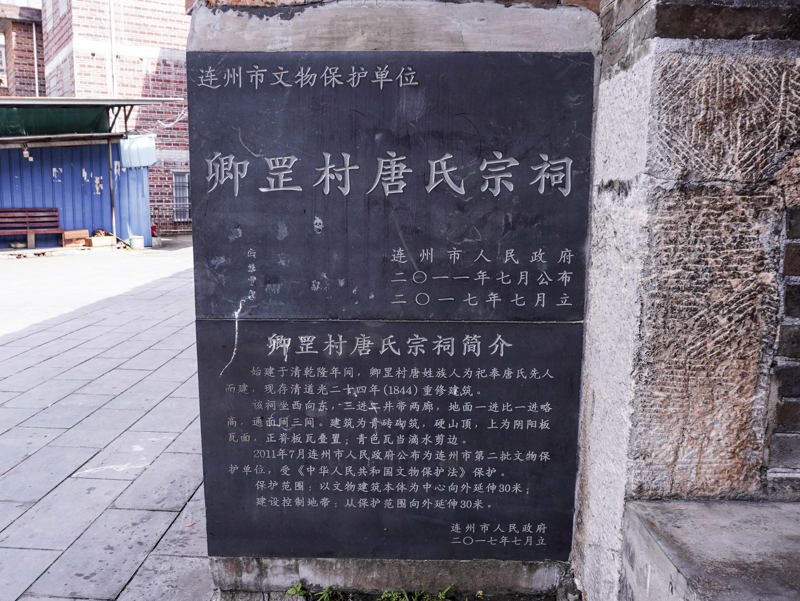 连州市文物保护单位
卿罡村唐氏宗祠
连州市人民政府
二〇一一年七月公布
二〇一七年七月立
卿罡村唐氏宗祠简介
始建于清乾隆年间，卿罡村唐姓族人为祀奉唐氏先人
而建，现存清道光二十四年(1844)重修建筑。
该祠坐西向东，三进二井带两廊，地面一进比一进略
高，通面阔三间。建筑为青砖砌筑，硬山顶，上为阴阳板
瓦面，正脊板瓦叠置；青色瓦当滴水剪边。
2011年7月连州市人民政府公布为连州市第二批文物保
护单位，受《中华人民共和国文物保护法》保护。
保护范围：以文物建筑本体为中心向外延伸30米；
建设控制地带：从保护范围向外延伸30米。
连州市人民政府
二〇一七年七月立